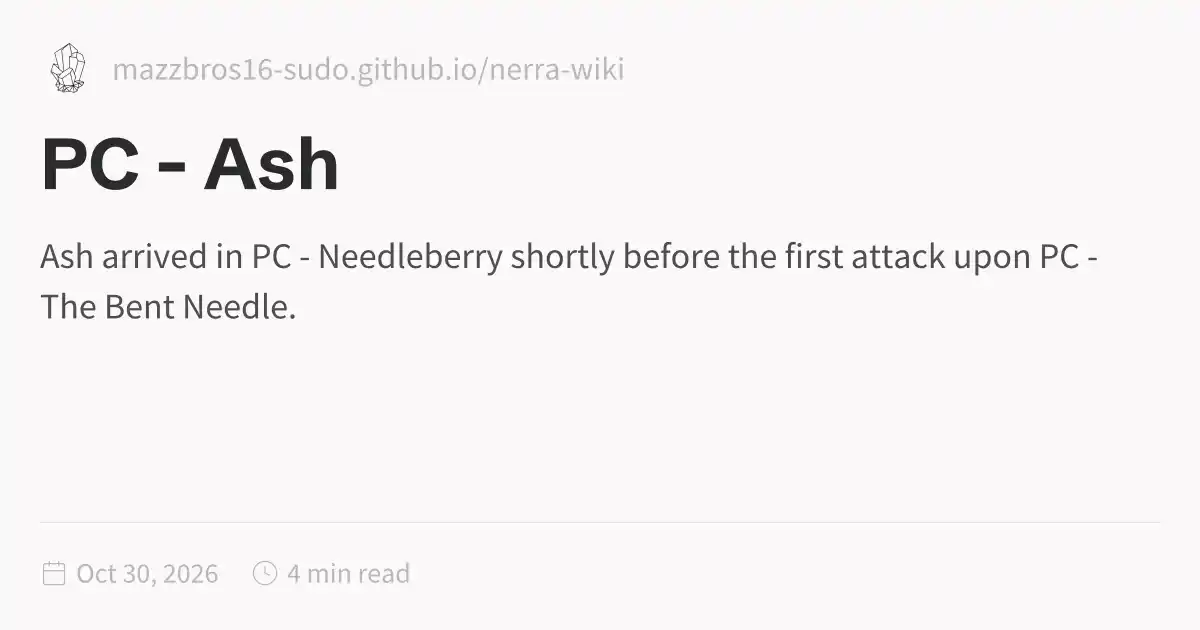 mazzbros16-sudo.github.io/nerra-wiki
PC - Ash
Ash arrived in PC - Needleberry shortly before the first attack upon PC -
The Bent Needle.
Oct 30, 2026 4 min read